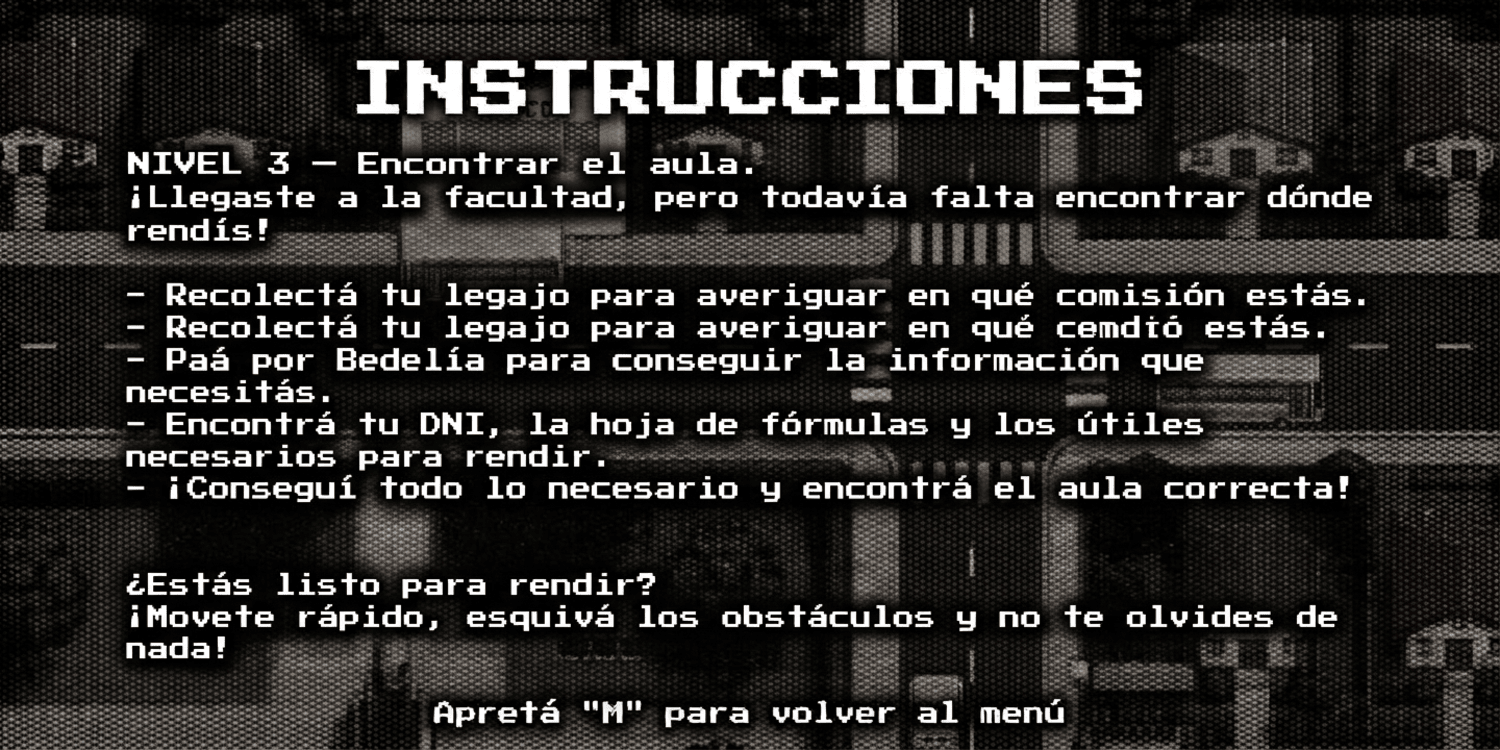 INSTRUCCIONES
NIVEL 3 – Encontrar el aula.
¡Llegaste a la facultad, pero todavía falta encontrar dónde
rendís!
- Recolectá tu legajo para averiguar en qué comisión estás.
- Recolectá tu legajo para averiguar en qué cemdtó estás.
- Paá por Bedelía para conseguir la información que
necesitás.
- Encontrá tu DNI, la hoja de fórmulas y los útiles
necesarios para rendir.
- ¡Conseguí todo lo necesario y encontrá el aula correcta!
¿Estás listo para rendir?
¡Movete rápido, esquivá los obstáculos y no te olvides de
nada!
Apretá "M" para volver al menú